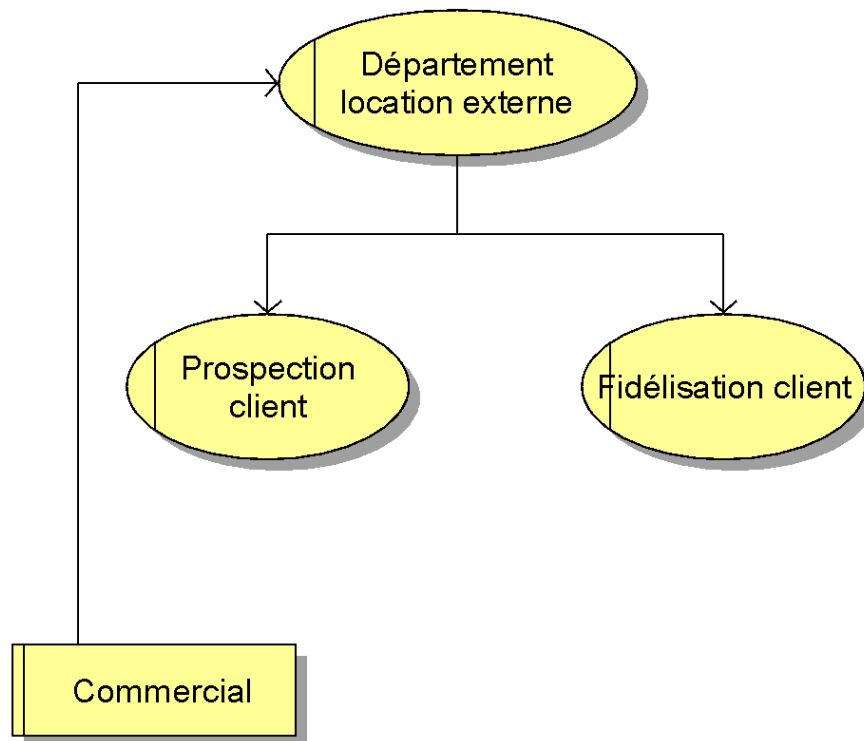 Département
location externe
Prospection
client
Fidélisation client
Commercial